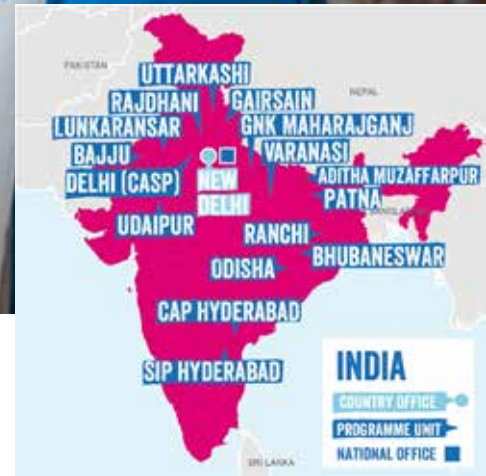 PAKISTAN
UTTARKASHI
NEPAL
RAJDHANI
GAIRSAIN
LUNKARANSAR
GNK MAHARAJGANJ
BAJJU
VARANASI
DELHI (CASP)
NEW
DELHI
ADITHA MUZAFFARPUR
PATNA
BANGLADESH
UDAIPUR
RANCHI
BHUBANESWAR
ODISHA
CAP HYDERABAD
SIP HYDERABAD
INDIA
COUNTRY OFFICE
PROGRAMME UNIT
NATIONAL OFFICE
SRI LANKA